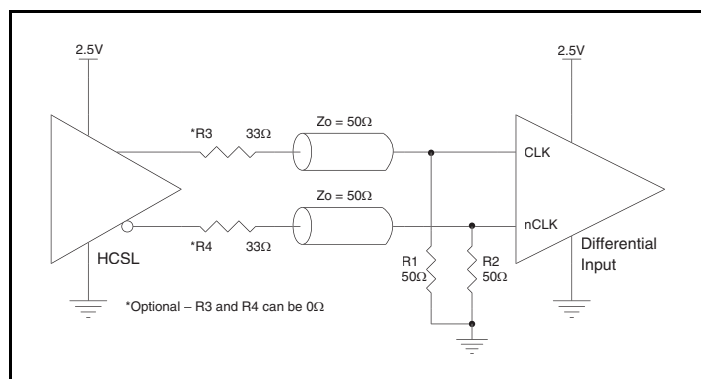 2.5V
2.5V
*R3 33Ω
Zo = 50Ω
CLK
Zo = 50Ω
nCLK
HCSL
*R4 33Ω
R1
50Ω
R2
50Ω
Differential
Input
*Optional – R3 and R4 can be 0Ω